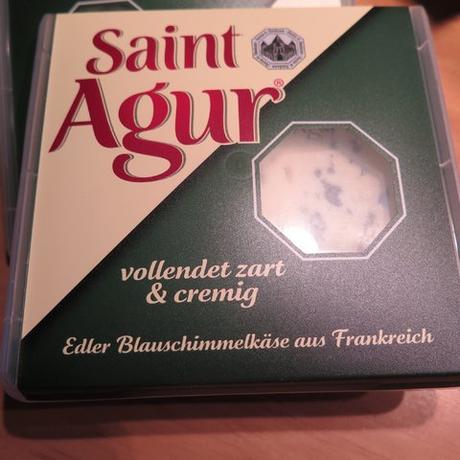 Saint
Agur®
vollendet zart
& cremig
Edler Blauschimmelkäse aus Frankreich